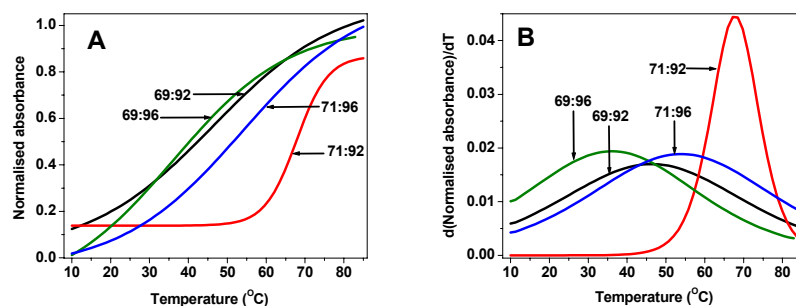 A
Normalised absorbance
1.0
0.8
0.6
0.4
0.2
0.0
69:92
69:96
71:96
71:92
10 20 30 40 50 60 70 80
Temperature (°C)
B
d(Normalised absorbance)/dT
0.04
0.03
0.02
0.01
0.00
71:92
69:96
69:92
71:96
10 20 30 40 50 60 70 80
Temperature (°C)